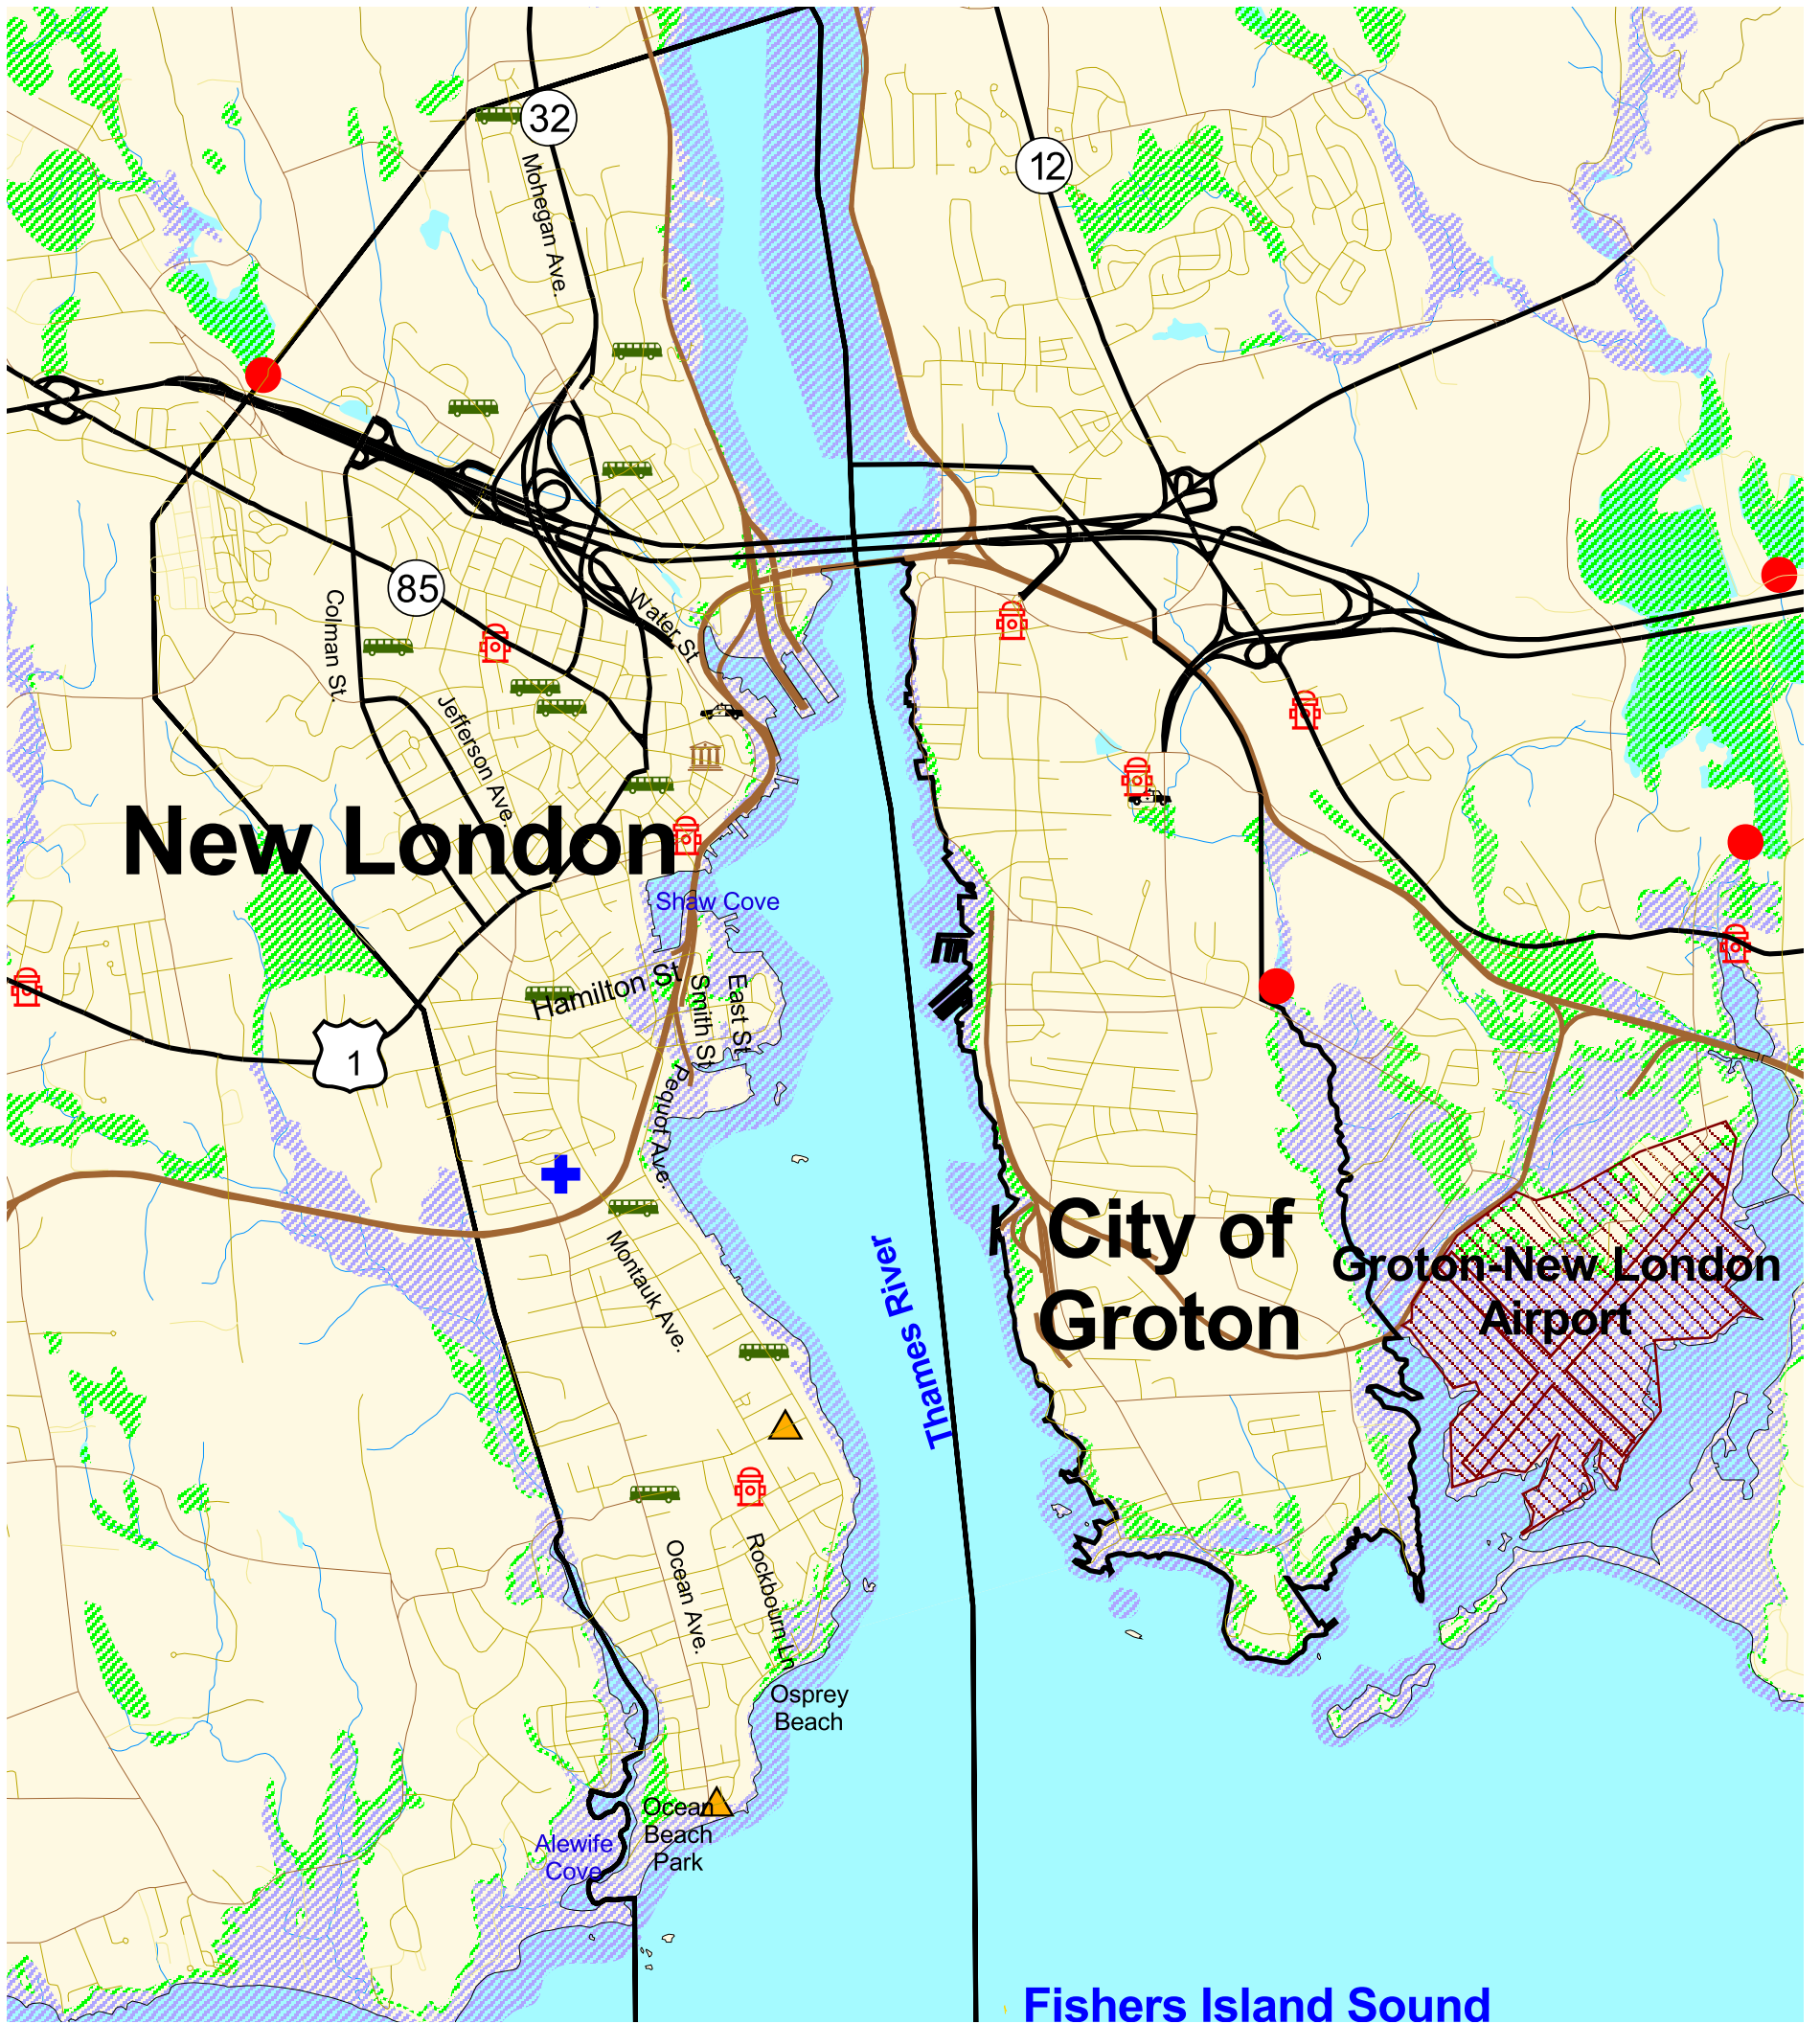 32
12
Mohegan Ave.
85
Water St
Colman St.
Jefferson Ave.
New London
Shaw Cove
Hamilton St
Smith St
East St
1
Pequot Ave.
City of
Groton
Groton-New London
Airport
Thames River
Montauk Ave.
Ocean Ave.
Rockbourn Ln
Osprey
Beach
Ocean
Beach
Park
Alewife
Cove
Fishers Island Sound